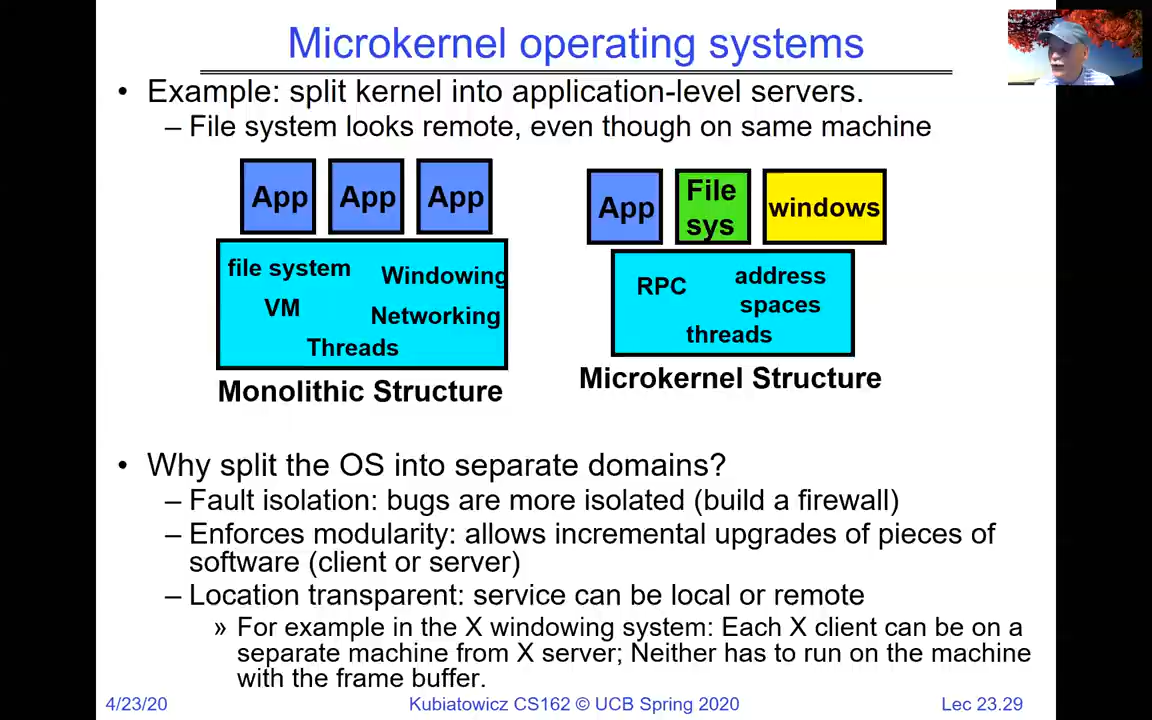 Microkernel operating systems
• Example: split kernel into application-level servers.
– File system looks remote, even though on same machine
App App App
file system Windowing
VM Networking
Threads
Monolithic Structure
App File sys windows
RPC address spaces
threads
Microkernel Structure
• Why split the OS into separate domains?
– Fault isolation: bugs are more isolated (build a firewall)
– Enforces modularity: allows incremental upgrades of pieces of
software (client or server)
– Location transparent: service can be local or remote
» For example in the X windowing system: Each X client can be on a
separate machine from X server; Neither has to run on the machine
with the frame buffer.
4/23/20 Kubiatowicz CS162 © UCB Spring 2020 Lec 23.29